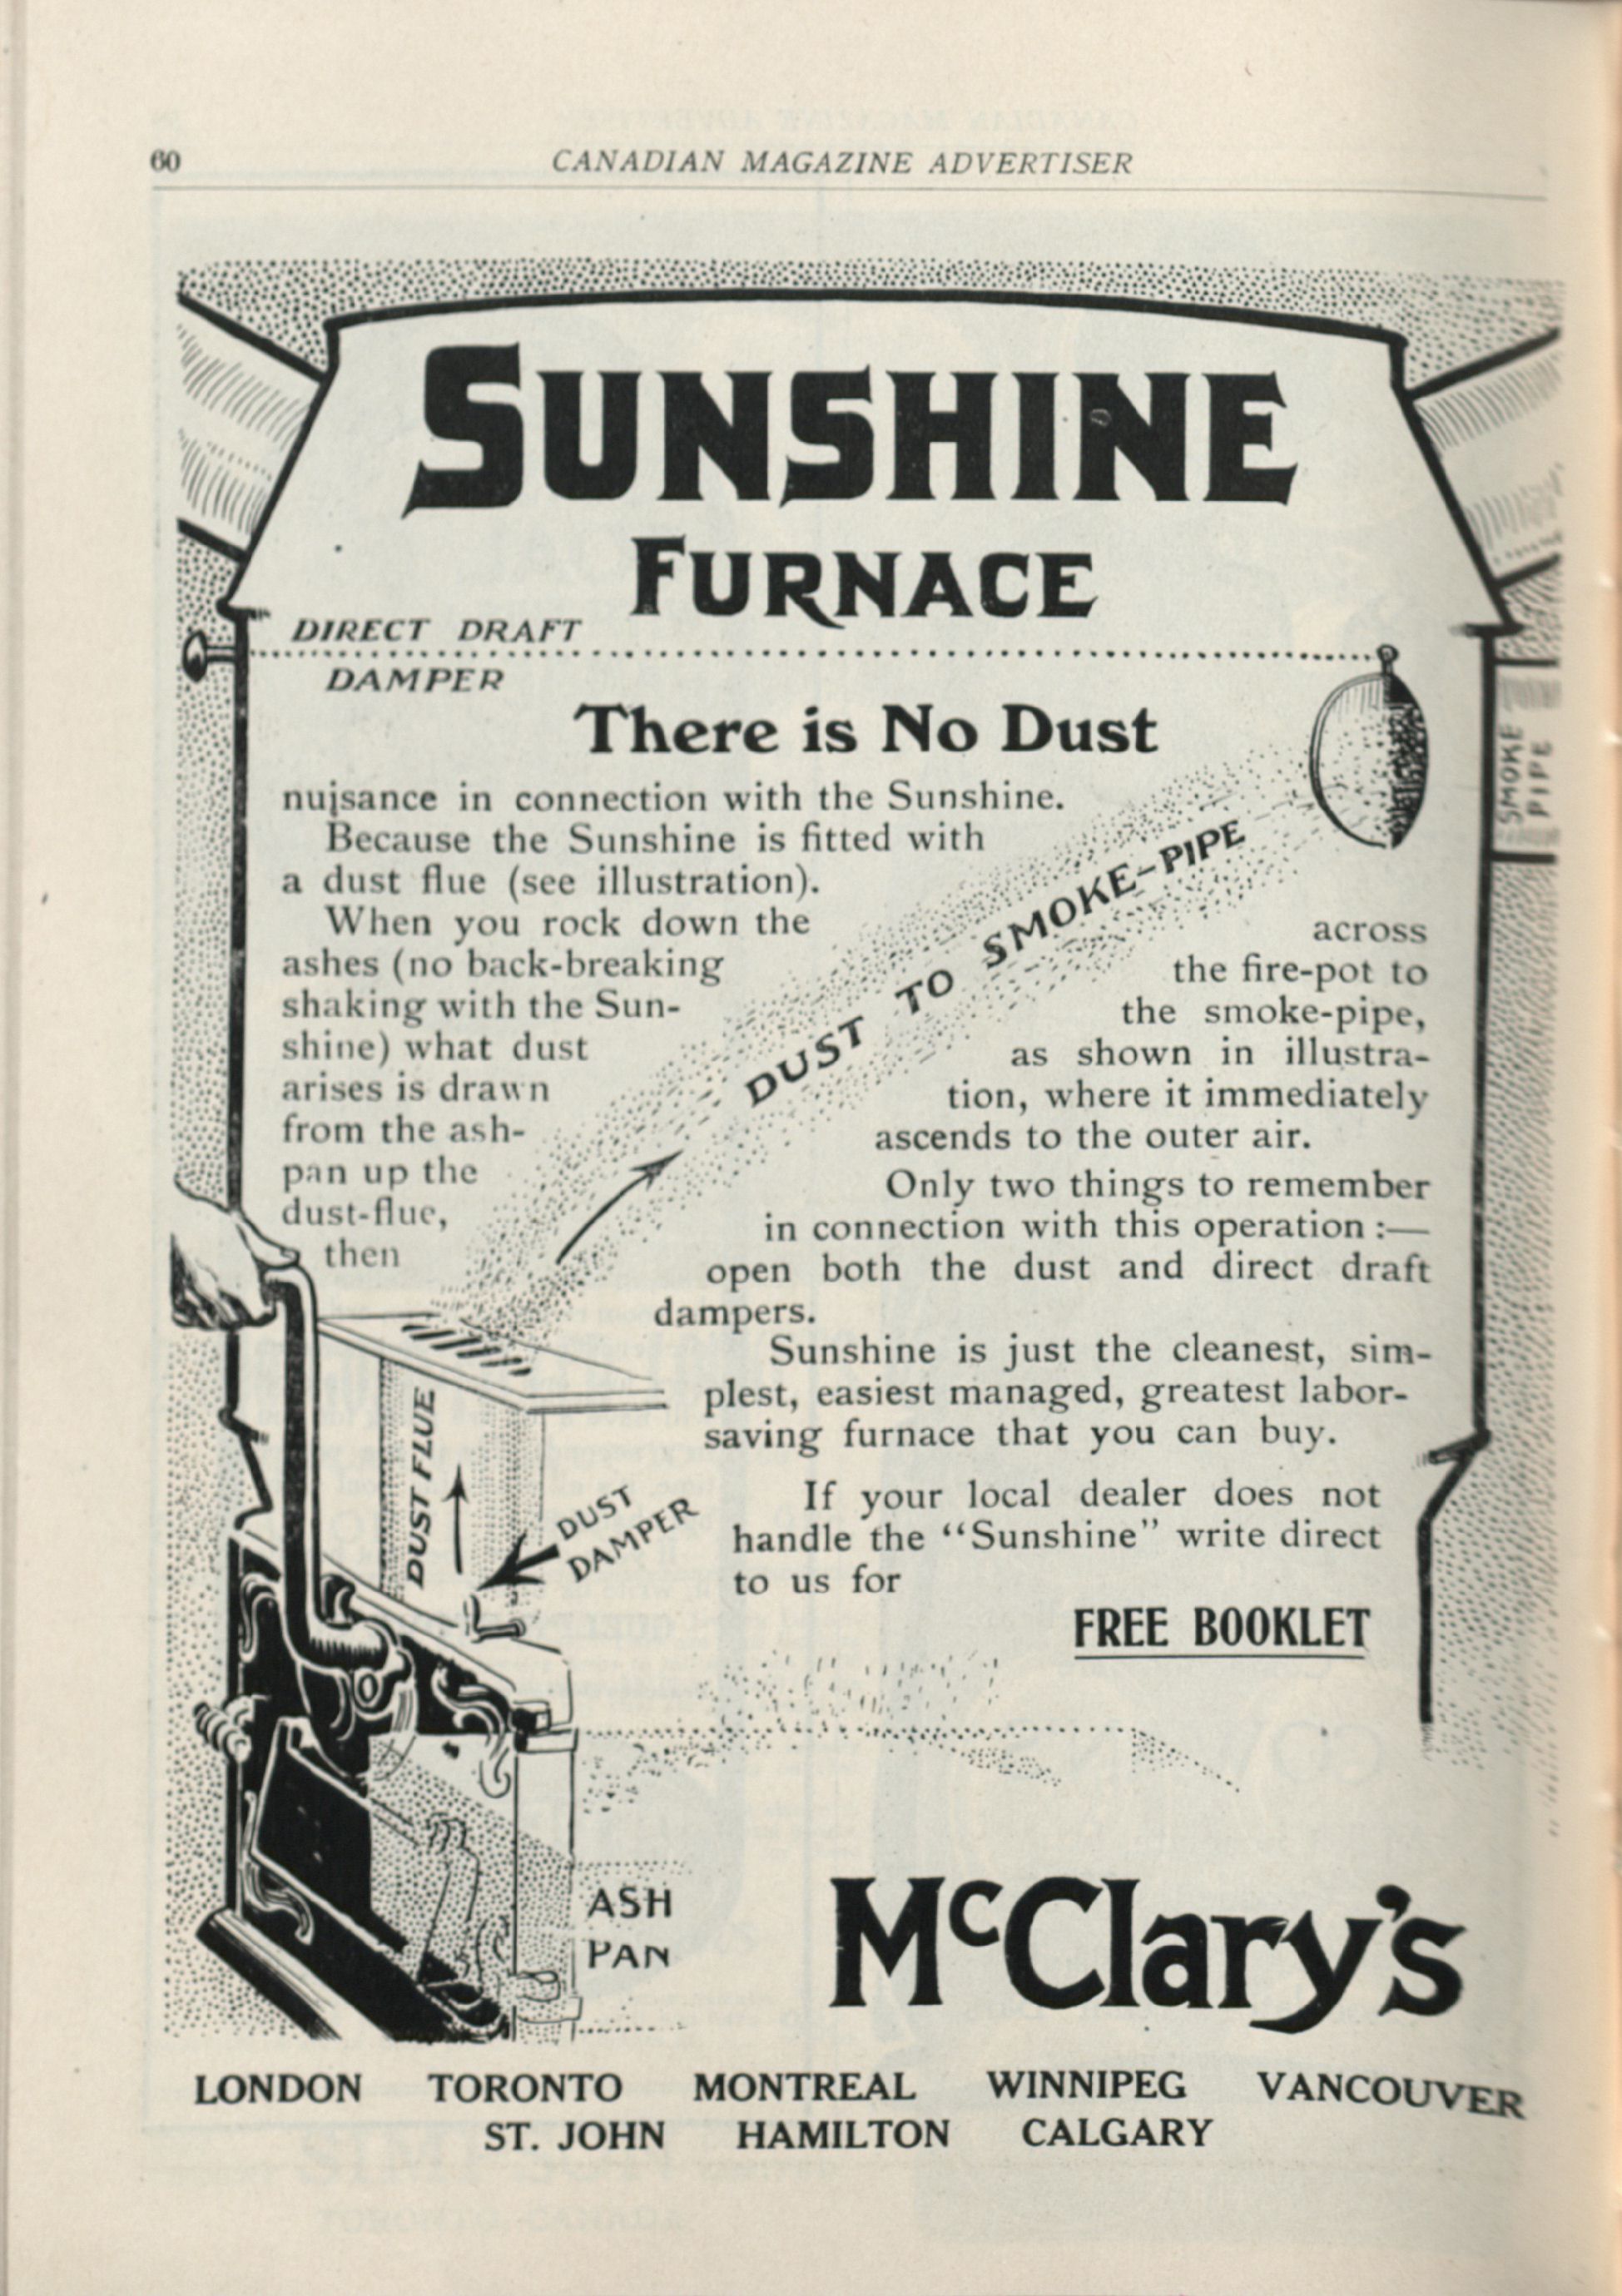 60
CANADIAN MAGAZINE ADVERTISER
SUNSHINE
FURNACE
DIRECT DRAFT
DAMPER
There is No Dust
nuisance in connection with the Sunshine.
Because the Sunshine is fitted with
a dust flue (see illustration).
When you rock down the
ashes (no back-breaking
shaking with the Sun-
shine) what dust
arises is drawn
from the ash-
pan up the
dust-flue,
then
across
the fire-pot to
the smoke-pipe,
as shown in illustra-
tion, where it immediately
ascends to the outer air.
Only two things to remember
in connection with this operation :—
open both the dust and direct draft
dampers.
Sunshine is just the cleanest, sim-
plest, easiest managed, greatest labor-
saving furnace that you can buy.
If your local dealer does not
handle the "Sunshine" write direct
to us for
FREE BOOKLET
DUST TO SMOKE-PIPE
SMOKE
PIPE
DUST FLUE
DUST
DAMPER
ASH
PAN
McClary's
LONDON TORONTO MONTREAL WINNIPEG VANCOUVER
ST. JOHN HAMILTON CALGARY